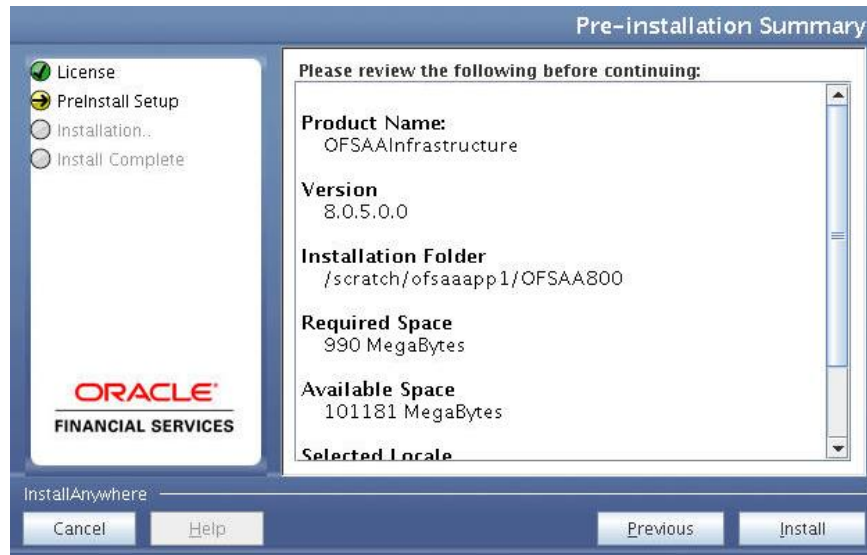 Pre-installation Summary
License
PreInstall Setup
Installation..
Install Complete
ORACLE
FINANCIAL SERVICES
Please review the following before continuing:
Product Name:
OFSAAInfrastructure
Version
8.0.5.0.0
Installation Folder
/scratch/ofsaaapp1/OFSAA800
Required Space
990 MegaBytes
Available Space
101181 MegaBytes
Selected Locale
InstallAnywhere
Cancel
Help
Previous
Install